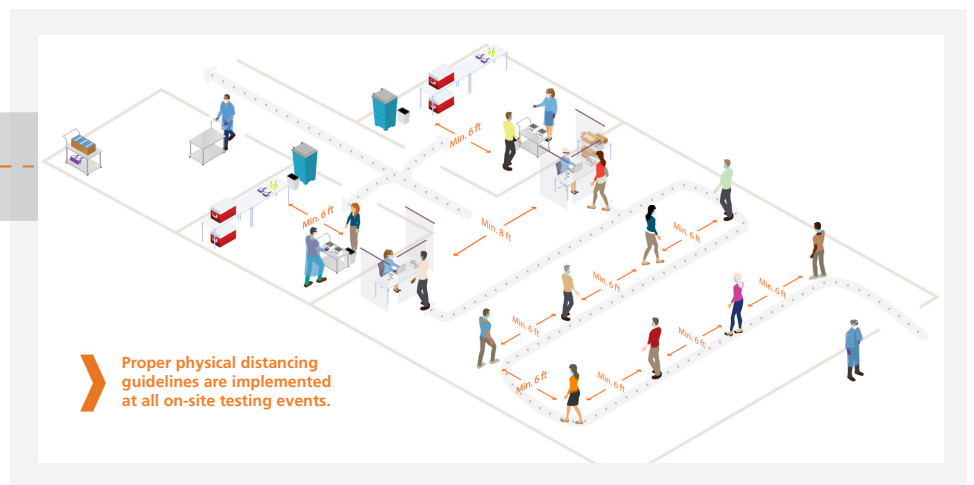 Min. 6 ft
Min. 6 ft
Min. 8 ft
Min. 6 ft
Min. 6 ft
Min. 6 ft
Min. 6 ft
Min. 6 ft
Min. 6 ft
Min. 6 ft
Min. 6 ft
Proper physical distancing
guidelines are implemented
at all on-site testing events.